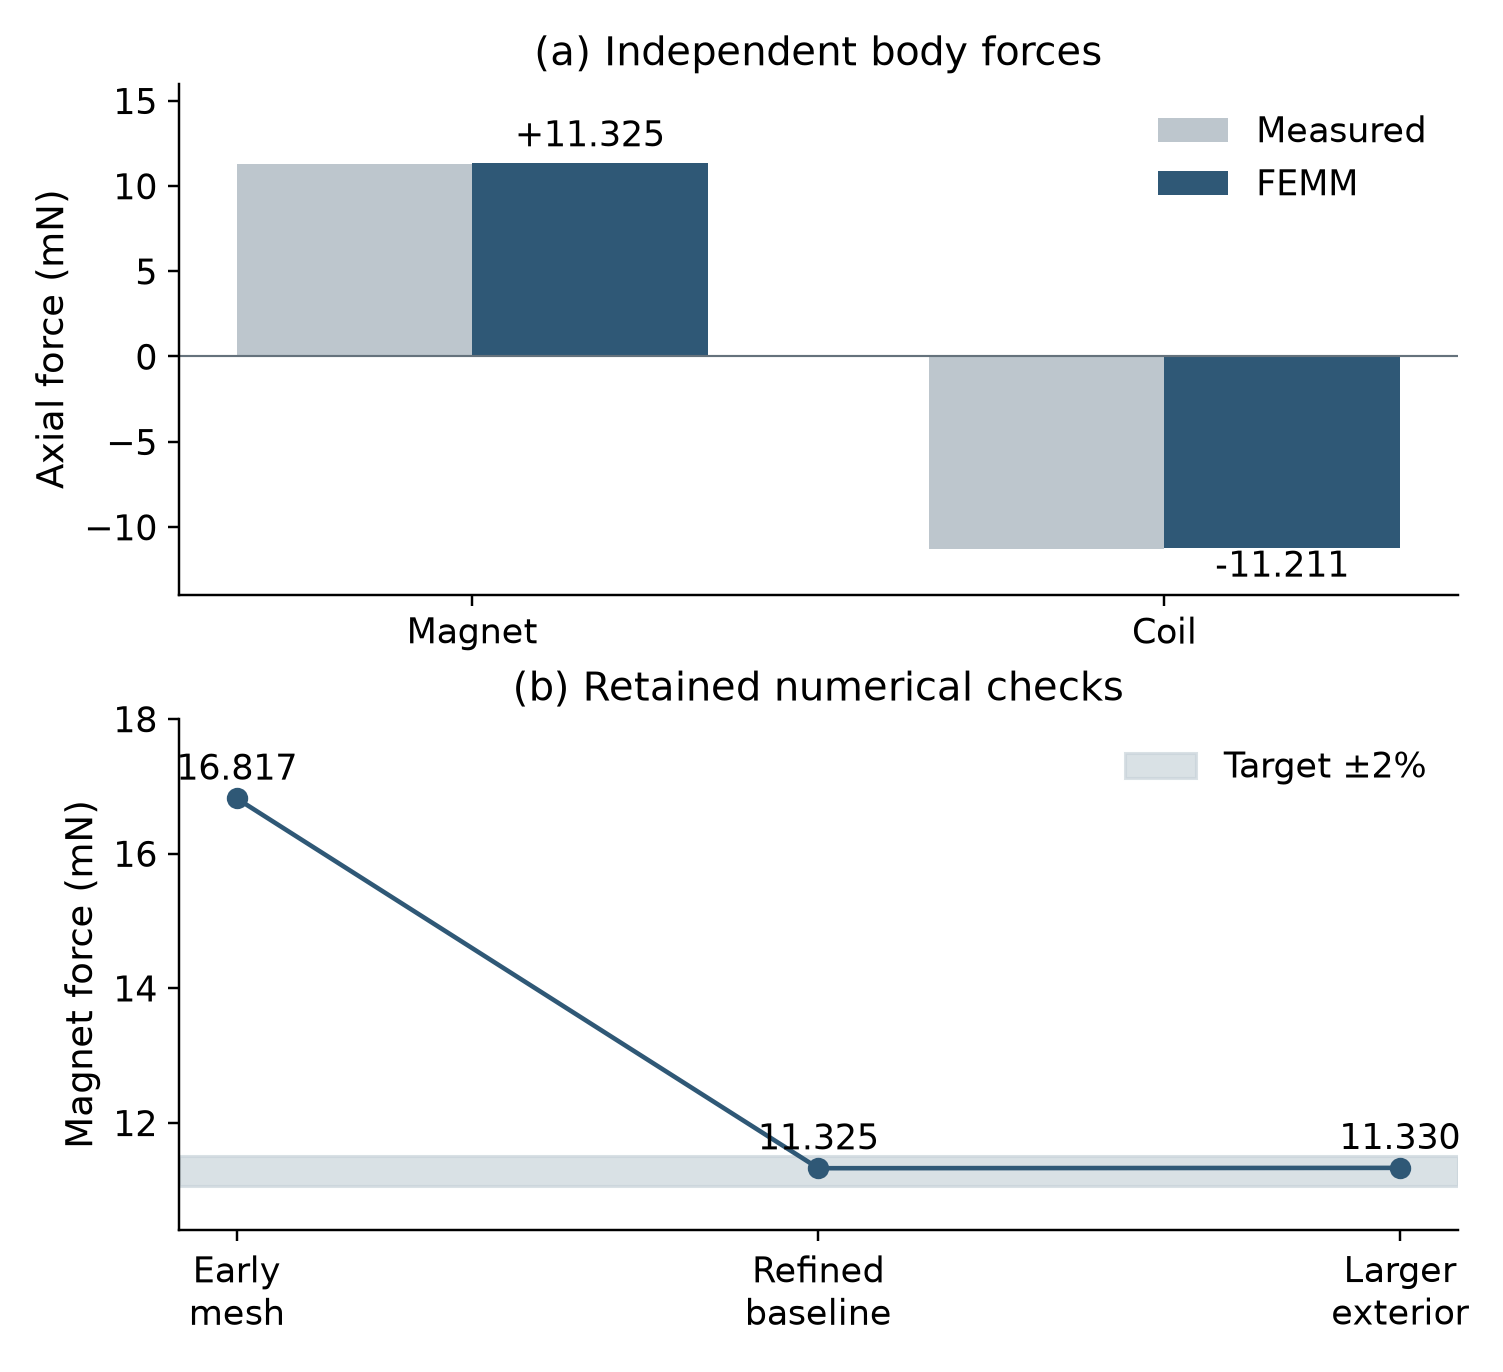 (a) Independent body forces
Axial force (mN)
15
10
5
0
−5
−10
+11.325
-11.211
Measured
FEMM
Magnet
Coil
(b) Retained numerical checks
Magnet force (mN)
18
16
14
12
16.817
11.325
11.330
Target ±2%
Early
mesh
Refined
baseline
Larger
exterior